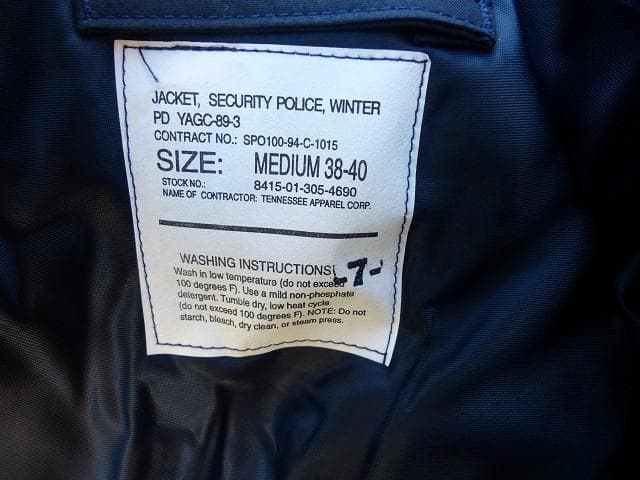 JACKET, SECURITY POLICE, WINTER
PD YAGC-89-3
CONTRACT NO.: SPO100-94-C-1015
SIZE: MEDIUM 38-40
STOCK NO.: 8415-01-305-4690
NAME OF CONTRACTOR: TENNESSEE APPAREL CORP.
WASHING INSTRUCTIONS:
-7-
Wash in low temperature (do not exceed
100 degrees F). Use a mild non-phosphate
detergent. Tumble dry, low heat cycle
(do not exceed 100 degrees F). NOTE: Do not
starch, bleach, dry clean, or steam press.